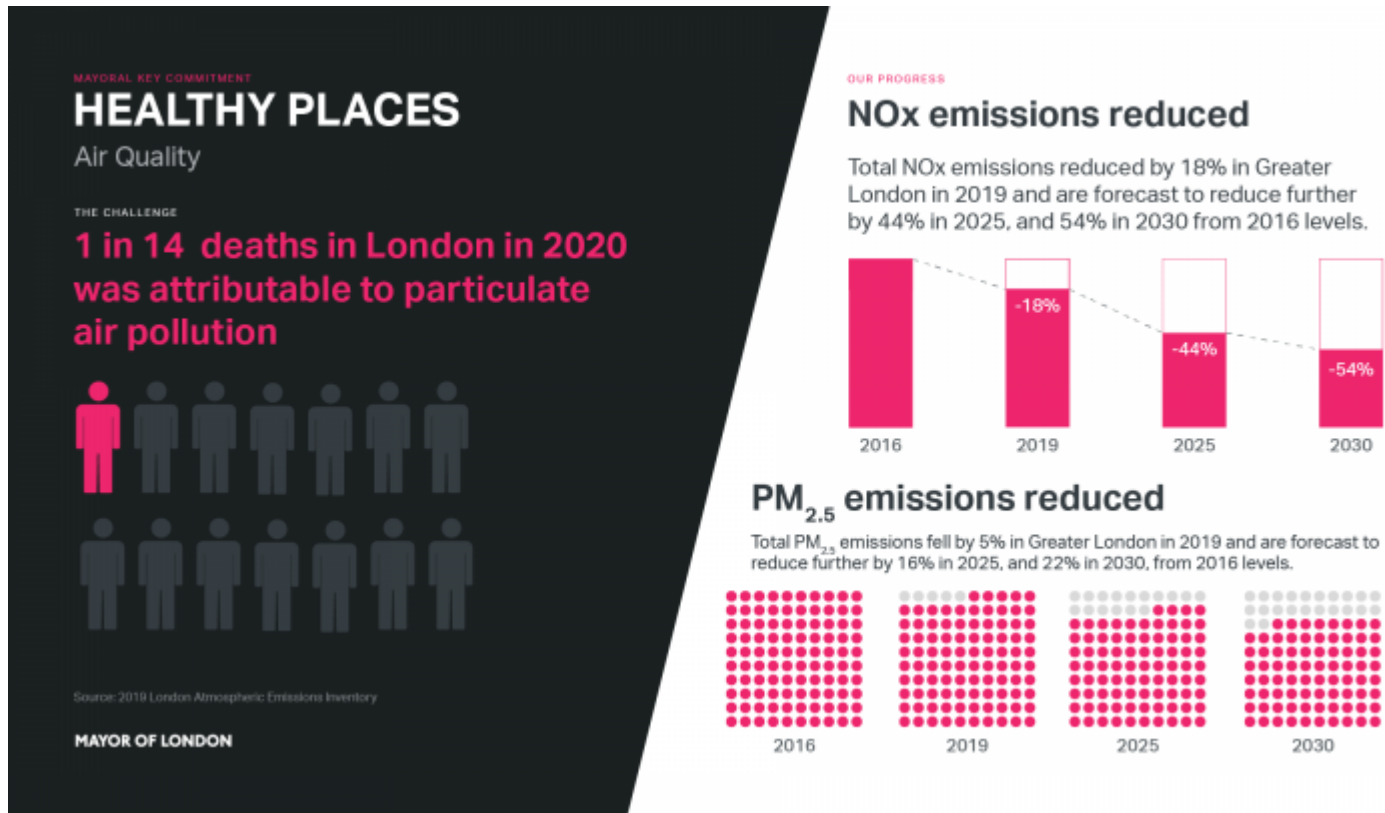 MAYORAL KEY COMMITMENT
HEALTHY PLACES
Air Quality
THE CHALLENGE
1 in 14 deaths in London in 2020
was attributable to particulate
air pollution
Source: 2019 London Atmospheric Emissions Inventory
MAYOR OF LONDON
OUR PROGRESS
NOx emissions reduced
Total NOx emissions reduced by 18% in Greater
London in 2019 and are forecast to reduce further
by 44% in 2025, and 54% in 2030 from 2016 levels.
-18%
-44%
-54%
2016 2019 2025 2030
PM2.5 emissions reduced
Total PM2.5 emissions fell by 5% in Greater London in 2019 and are forecast to
reduce further by 16% in 2025, and 22% in 2030, from 2016 levels.
2016 2019 2025 2030